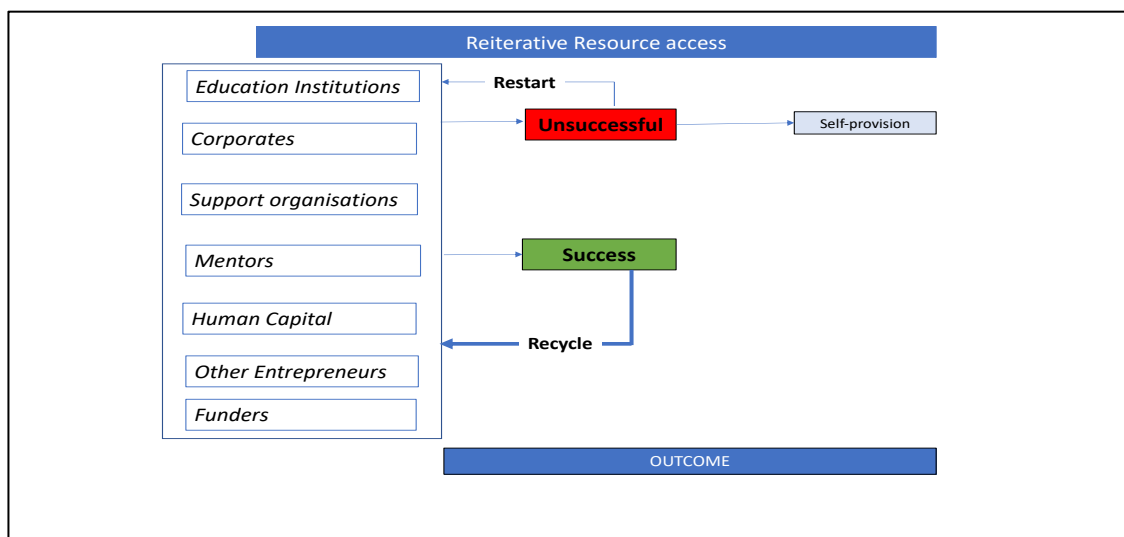 Reiterative Resource access
Education Institutions
Restart
Unsuccessful
Self-provision
Corporates
Support organisations
Mentors
Success
Human Capital
Recycle
Other Entrepreneurs
Funders
OUTCOME